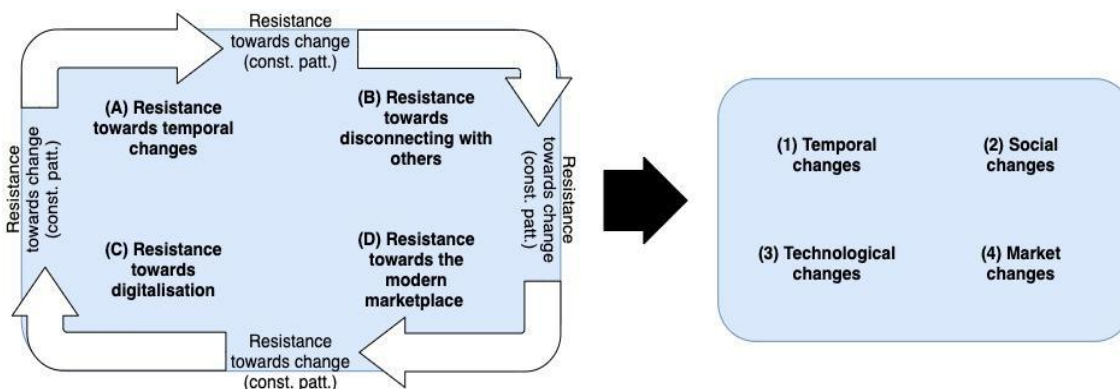 Resistance
towards change
(const. patt.)
(A) Resistance
towards temporal
changes
(B) Resistance
towards
disconnecting with
others
Resistance
towards change
(const. patt.)
Resistance
towards change
(const. patt.)
(C) Resistance
towards
digitalisation
(D) Resistance
towards the
modern
marketplace
Resistance
towards change
(const. patt.)
(1) Temporal
changes
(2) Social
changes
(3) Technological
changes
(4) Market
changes